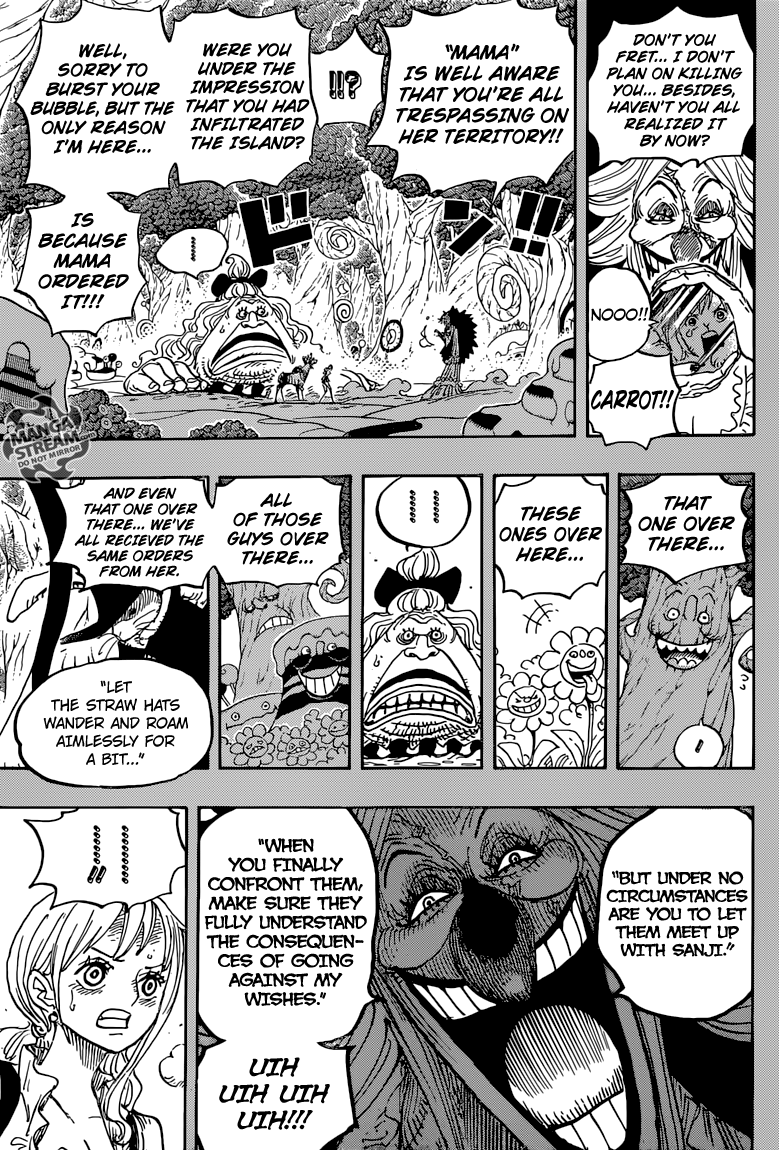 DON'T YOU
FRET... I DON'T
PLAN ON KILLING
YOU... BESIDES,
HAVEN'T YOU ALL
REALIZED IT
BY NOW?
NOOO!!
CARROT!!
"MAMA"
IS WELL AWARE
THAT YOU'RE ALL
TRESPASSING ON
HER TERRITORY!!
!!?
WERE YOU
UNDER THE
IMPRESSION
THAT YOU HAD
INFILTRATED
THE ISLAND?
WELL,
SORRY TO
BURST YOUR
BUBBLE, BUT THE
ONLY REASON
I'M HERE...
IS
BECAUSE
MAMA
ORDERED
IT!!!
ドン!!
MANGA
STREAM.com
DO NOT MIRROR
THAT
ONE OVER
THERE...
THESE
ONES OVER
HERE...
ALL
OF THOSE
GUYS OVER
THERE...
AND EVEN
THAT ONE OVER
THERE... WE'VE
ALL RECIEVED THE
SAME ORDERS
FROM HER.
"LET
THE STRAW HATS
WANDER AND ROAM
AIMLESSLY FOR
A BIT..."
"BUT UNDER NO
CIRCUMSTANCES
ARE YOU TO LET
THEM MEET UP
WITH SANJI."
"WHEN
YOU FINALLY
CONFRONT THEM,
MAKE SURE THEY
FULLY UNDERSTAND
THE CONSEQUEN-
CES OF GOING
AGAINST MY
WISHES."
UIH
UIH UIH
UIH!!!